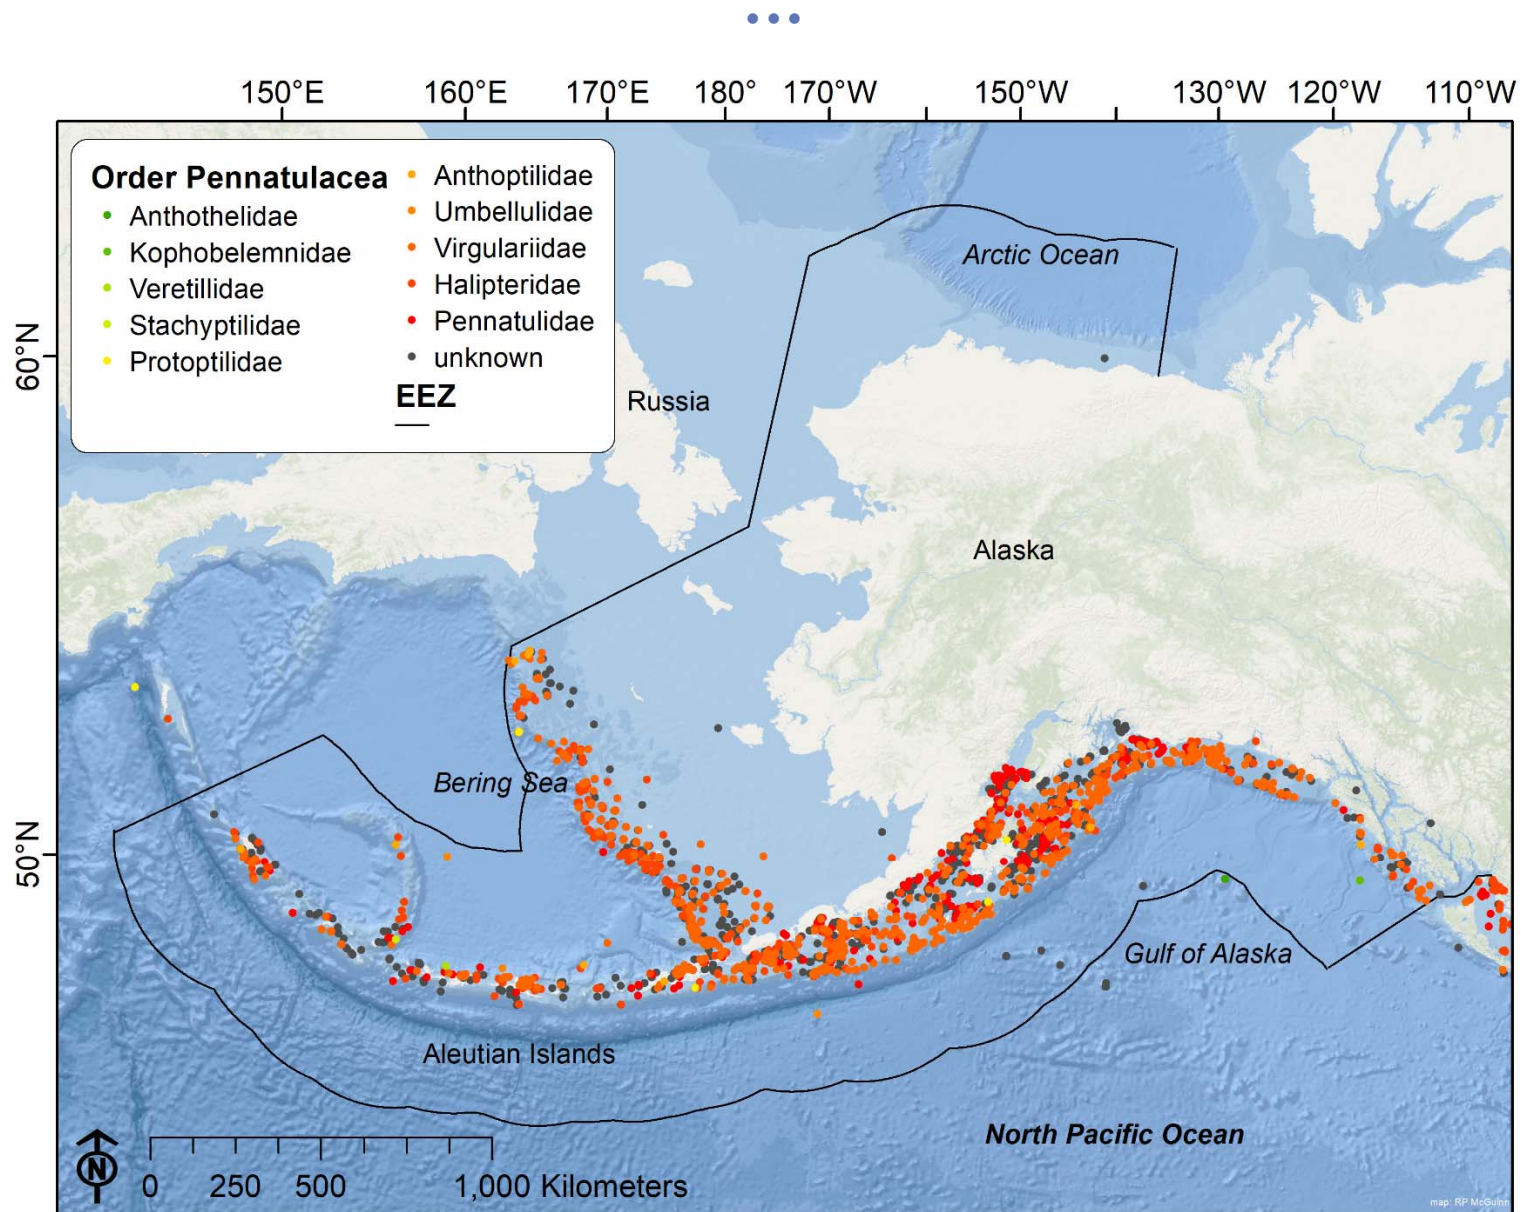 150°E 160°E 170°E 180° 170°W 150°W 130°W 120°W 110°W
Order Pennatulacea
Anthothelidae
Kophobelemnidae
Veretillidae
Stachyptilidae
Protoptilidae
Anthoptilidae
Umbellulidae
Virgulariidae
Halipteridae
Pennatulidae
unknown
EEZ
60°N
50°N
Arctic Ocean
Russia
Alaska
Bering Sea
Gulf of Alaska
Aleutian Islands
North Pacific Ocean
N
0 250 500 1,000 Kilometers
map: RP McGuinn